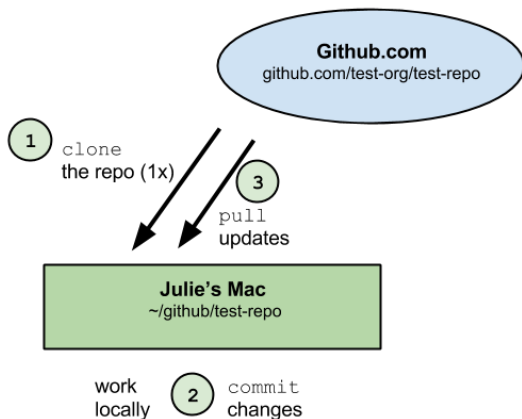 Github.com
github.com/test-org/test-repo
1
clone
the repo (1x)
3
pull
updates
Julie's Mac
~/github/test-repo
work
locally
2
commit
changes